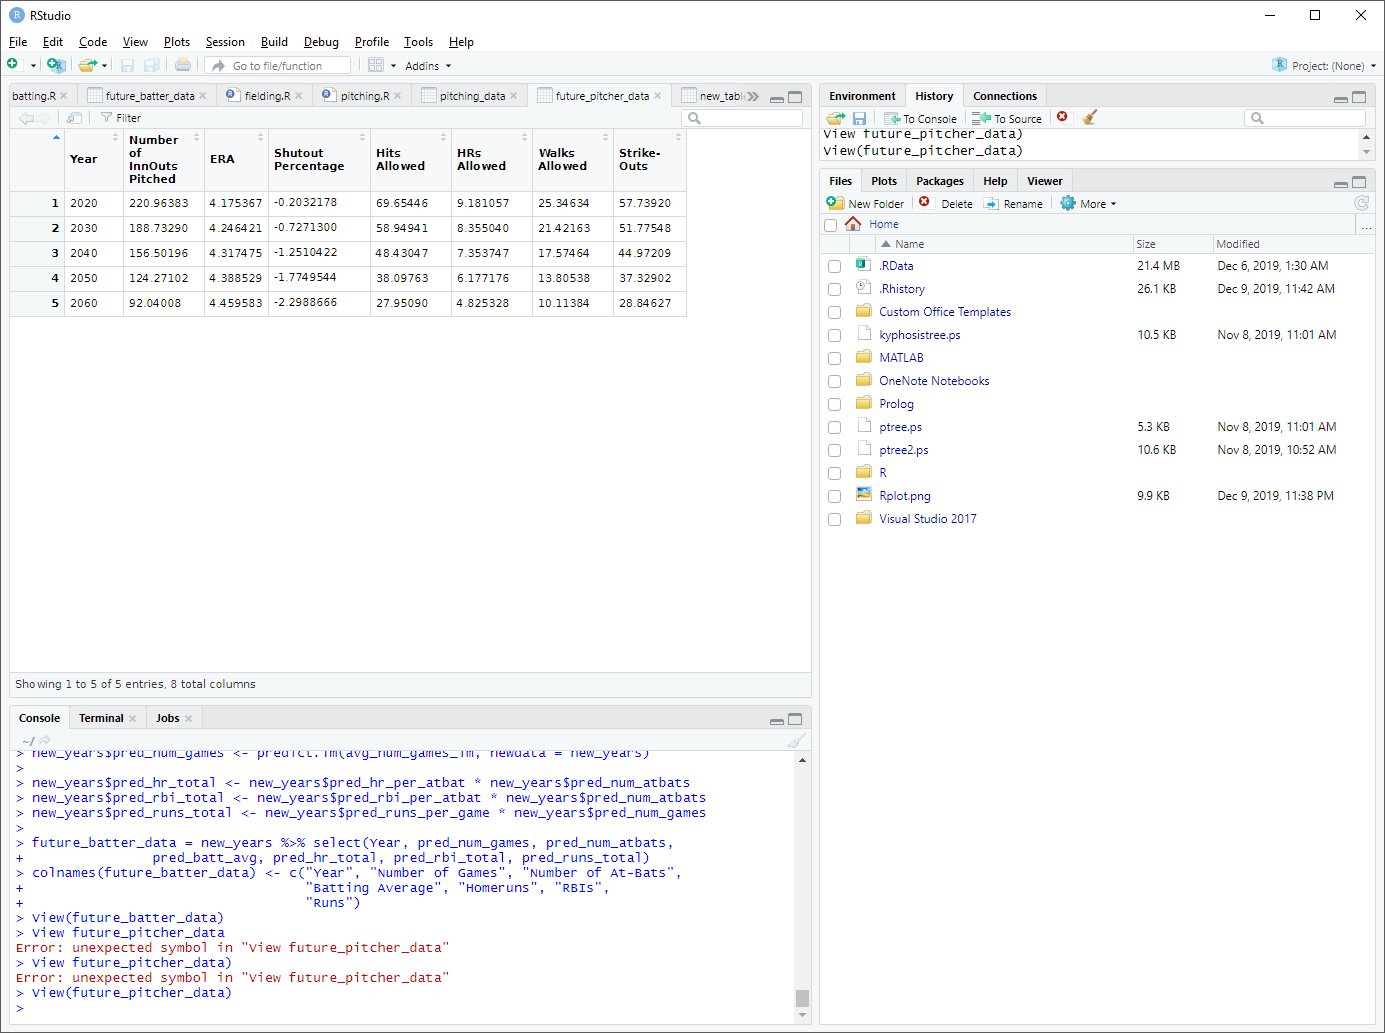 RStudio
File Edit Code View Plots Session Build Debug Profile Tools Help
Go to file/function Addins Project: (None)
batting.R future_batter_data fielding.R pitching.R pitching_data future_pitcher_data new_tabl
Filter
Year Number of InnOuts Pitched ERA Shutout Percentage Hits Allowed HRs Allowed Walks Allowed Strike-Outs
1 2020 220.96383 4.175367 -0.2032178 69.65446 9.181057 25.34634 57.73920
2 2030 188.73290 4.246421 -0.7271300 58.94941 8.355040 21.42163 51.77548
3 2040 156.50196 4.317475 -1.2510422 48.43047 7.353747 17.57464 44.97209
4 2050 124.27102 4.388529 -1.7749544 38.09763 6.177176 13.80538 37.32902
5 2060 92.04008 4.459583 -2.2988666 27.95090 4.825328 10.11384 28.84627
Showing 1 to 5 of 5 entries, 8 total columns
Console Terminal Jobs
~/
> new_years$pred_num_games <- predict.lm(avg_num_games_lm, newdata = new_years)
>
> new_years$pred_hr_total <- new_years$pred_hr_per_atbat * new_years$pred_num_atbats
> new_years$pred_rbi_total <- new_years$pred_rbi_per_atbat * new_years$pred_num_atbats
> new_years$pred_runs_total <- new_years$pred_runs_per_game * new_years$pred_num_games
>
> future_batter_data = new_years %>% select(Year, pred_num_games, pred_num_atbats,
+ pred_batt_avg, pred_hr_total, pred_rbi_total, pred_runs_total)
> colnames(future_batter_data) <- c("Year", "Number of Games", "Number of At-Bats",
+ "Batting Average", "Homeruns", "RBIs",
+ "Runs")
> View(future_batter_data)
> View future_pitcher_data
Error: unexpected symbol in "View future_pitcher_data"
> View future_pitcher_data)
Error: unexpected symbol in "View future_pitcher_data"
> View(future_pitcher_data)
>
Environment History Connections
To Console To Source
View future_pitcher_data)
View(future_pitcher_data)
Files Plots Packages Help Viewer
New Folder Delete Rename More
Home ...
Name Size Modified
.RData 21.4 MB Dec 6, 2019, 1:30 AM
.Rhistory 26.1 KB Dec 9, 2019, 11:42 AM
Custom Office Templates
kyphosistree.ps 10.5 KB Nov 8, 2019, 11:01 AM
MATLAB
OneNote Notebooks
Prolog
ptree.ps 5.3 KB Nov 8, 2019, 11:01 AM
ptree2.ps 10.6 KB Nov 8, 2019, 10:52 AM
R
Rplot.png 9.9 KB Dec 9, 2019, 11:38 PM
Visual Studio 2017